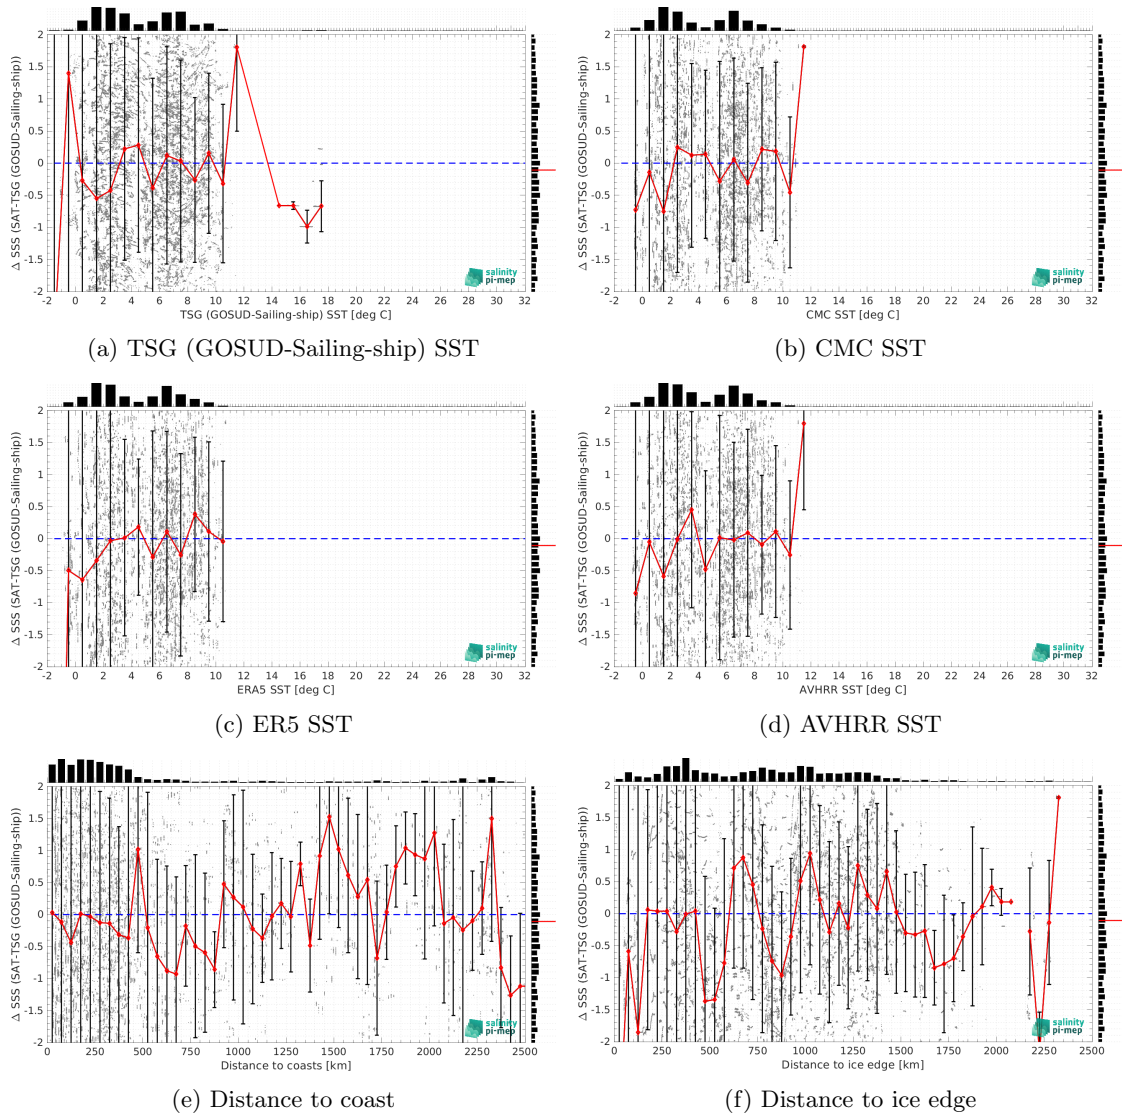 2
1.5
1
0.5
0
-0.5
-1
-1.5
-2
Δ SSS (SAT-TSG (GOSUD-Sailing-ship))
-2 0 2 4 6 8 10 12 14 16 18 20 22 24 26 28 30 32
TSG (GOSUD-Sailing-ship) SST [deg C]
salinity
pi-mep
(a) TSG (GOSUD-Sailing-ship) SST
2
1.5
1
0.5
0
-0.5
-1
-1.5
-2
Δ SSS (SAT-TSG (GOSUD-Sailing-ship))
-2 0 2 4 6 8 10 12 14 16 18 20 22 24 26 28 30 32
CMC SST [deg C]
salinity
pi-mep
(b) CMC SST
2
1.5
1
0.5
0
-0.5
-1
-1.5
-2
Δ SSS (SAT-TSG (GOSUD-Sailing-ship))
-2 0 2 4 6 8 10 12 14 16 18 20 22 24 26 28 30 32
ERA5 SST [deg C]
salinity
pi-mep
(c) ER5 SST
2
1.5
1
0.5
0
-0.5
-1
-1.5
-2
Δ SSS (SAT-TSG (GOSUD-Sailing-ship))
-2 0 2 4 6 8 10 12 14 16 18 20 22 24 26 28 30 32
AVHRR SST [deg C]
salinity
pi-mep
(d) AVHRR SST
2
1.5
1
0.5
0
-0.5
-1
-1.5
-2
Δ SSS (SAT-TSG (GOSUD-Sailing-ship))
0 250 500 750 1000 1250 1500 1750 2000 2250 2500
Distance to coasts [km]
salinity
pi-mep
(e) Distance to coast
2
1.5
1
0.5
0
-0.5
-1
-1.5
-2
Δ SSS (SAT-TSG (GOSUD-Sailing-ship))
0 250 500 750 1000 1250 1500 1750 2000 2250 2500
Distance to ice edge [km]
salinity
pi-mep
(f) Distance to ice edge